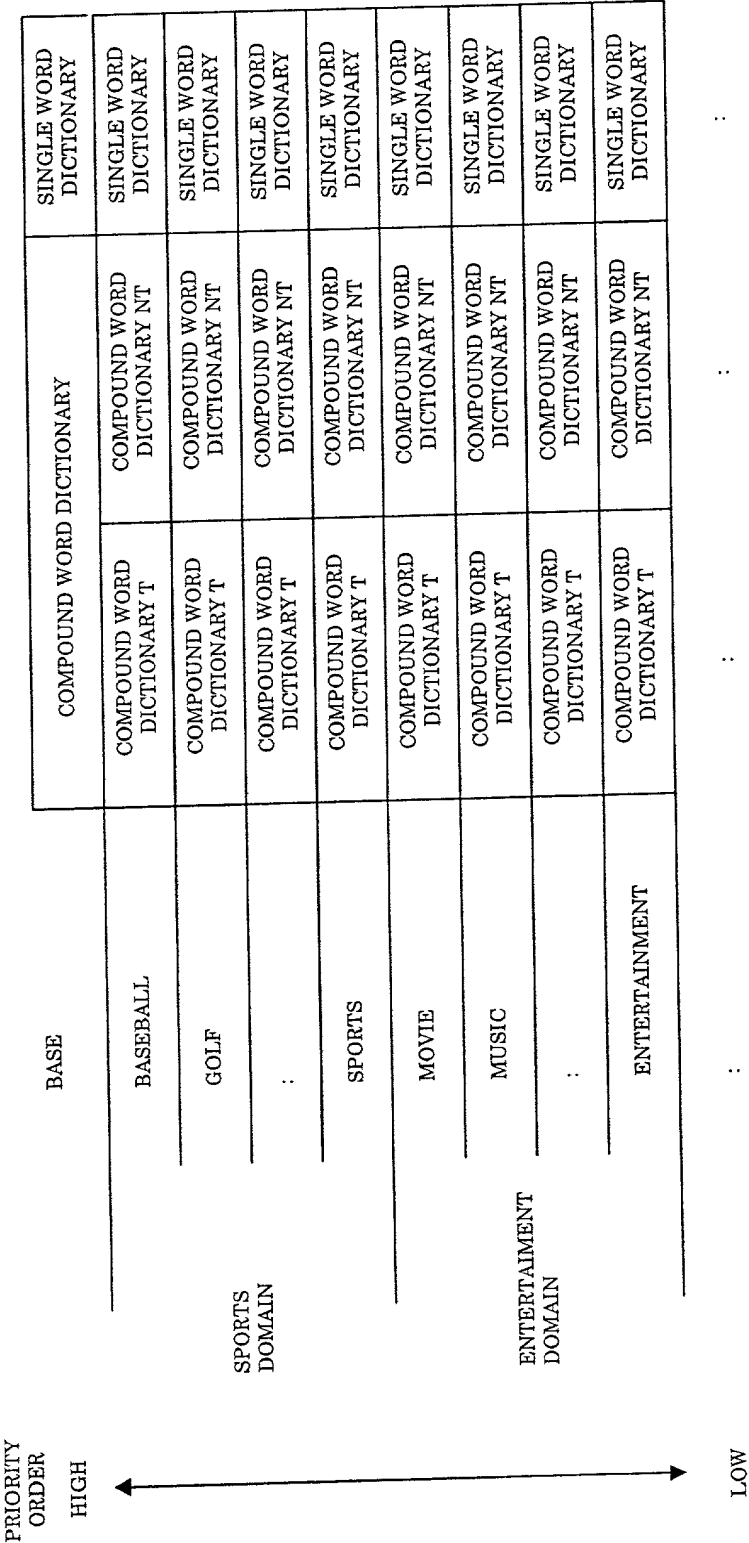 PRIORITY
ORDER
HIGH
BASE
COMPOUND WORD DICTIONARY
SINGLE WORD
DICTIONARY
SPORTS
DOMAIN
BASEBALL
COMPOUND WORD
DICTIONARY T
COMPOUND WORD
DICTIONARY NT
SINGLE WORD
DICTIONARY
GOLF
COMPOUND WORD
DICTIONARY T
COMPOUND WORD
DICTIONARY NT
SINGLE WORD
DICTIONARY
:
COMPOUND WORD
DICTIONARY T
COMPOUND WORD
DICTIONARY NT
SINGLE WORD
DICTIONARY
SPORTS
COMPOUND WORD
DICTIONARY T
COMPOUND WORD
DICTIONARY NT
SINGLE WORD
DICTIONARY
ENTERTAIMENT
DOMAIN
MOVIE
COMPOUND WORD
DICTIONARY T
COMPOUND WORD
DICTIONARY NT
SINGLE WORD
DICTIONARY
MUSIC
COMPOUND WORD
DICTIONARY T
COMPOUND WORD
DICTIONARY NT
SINGLE WORD
DICTIONARY
:
COMPOUND WORD
DICTIONARY T
COMPOUND WORD
DICTIONARY NT
SINGLE WORD
DICTIONARY
ENTERTAINMENT
COMPOUND WORD
DICTIONARY T
COMPOUND WORD
DICTIONARY NT
SINGLE WORD
DICTIONARY
LOW
:
:
:
: